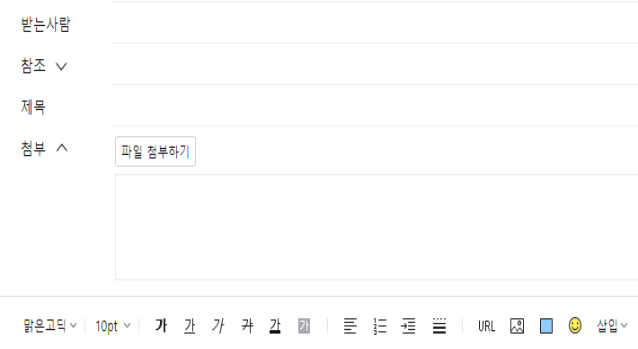 받는사람
참조
제목
첨부
파일 첨부하기
맑은고딕 10pt 가 가 가 가 가 가 URL 삽입